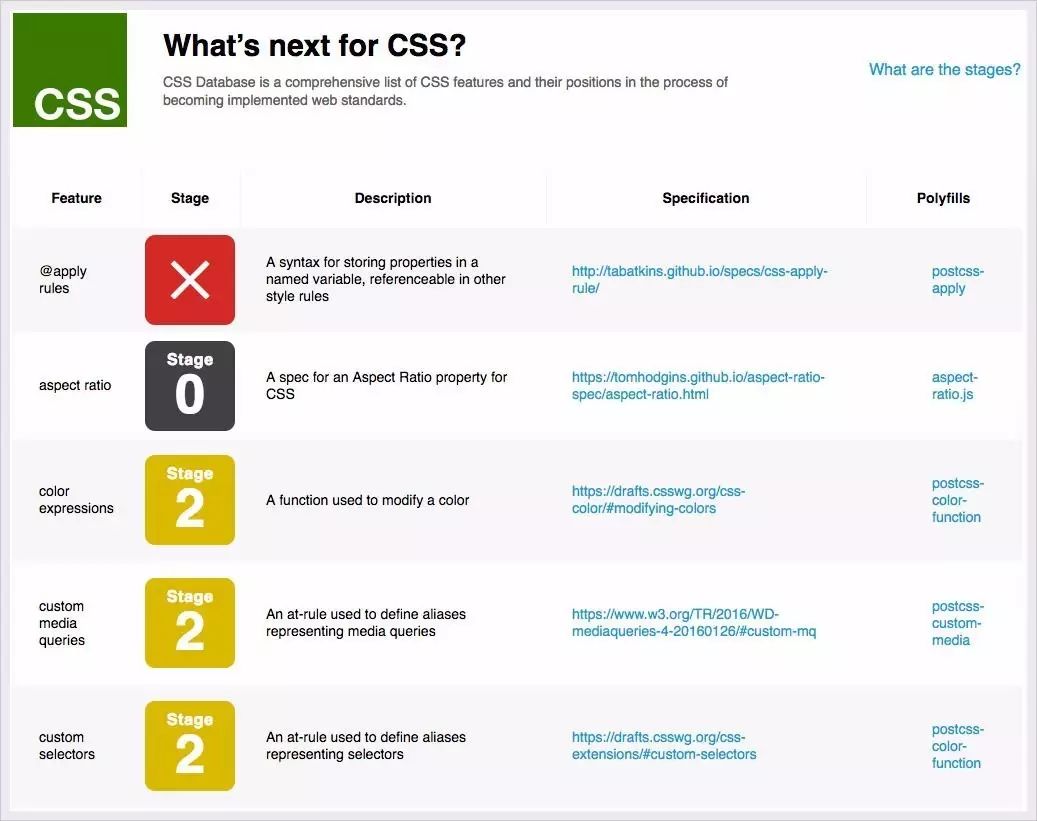 CSS
What's next for CSS?
CSS Database is a comprehensive list of CSS features and their positions in the process of
becoming implemented web standards.
What are the stages?
Feature
Stage
Description
Specification
Polyfills
@apply
rules
A syntax for storing properties in a
named variable, referenceable in other
style rules
http://tabatkins.github.io/specs/css-apply-
rule/
postcss-
apply
aspect ratio
Stage
0
A spec for an Aspect Ratio property for
CSS
https://tomhodgins.github.io/aspect-ratio-
spec/aspect-ratio.html
aspect-
ratio.js
color
expressions
Stage
2
A function used to modify a color
https://drafts.csswg.org/css-
color/#modifying-colors
postcss-
color-
function
custom
media
queries
Stage
2
An at-rule used to define aliases
representing media queries
https://www.w3.org/TR/2016/WD-
mediaqueries-4-20160126/#custom-mq
postcss-
custom-
media
custom
selectors
Stage
2
An at-rule used to define aliases
representing selectors
https://drafts.csswg.org/css-
extensions/#custom-selectors
postcss-
color-
function